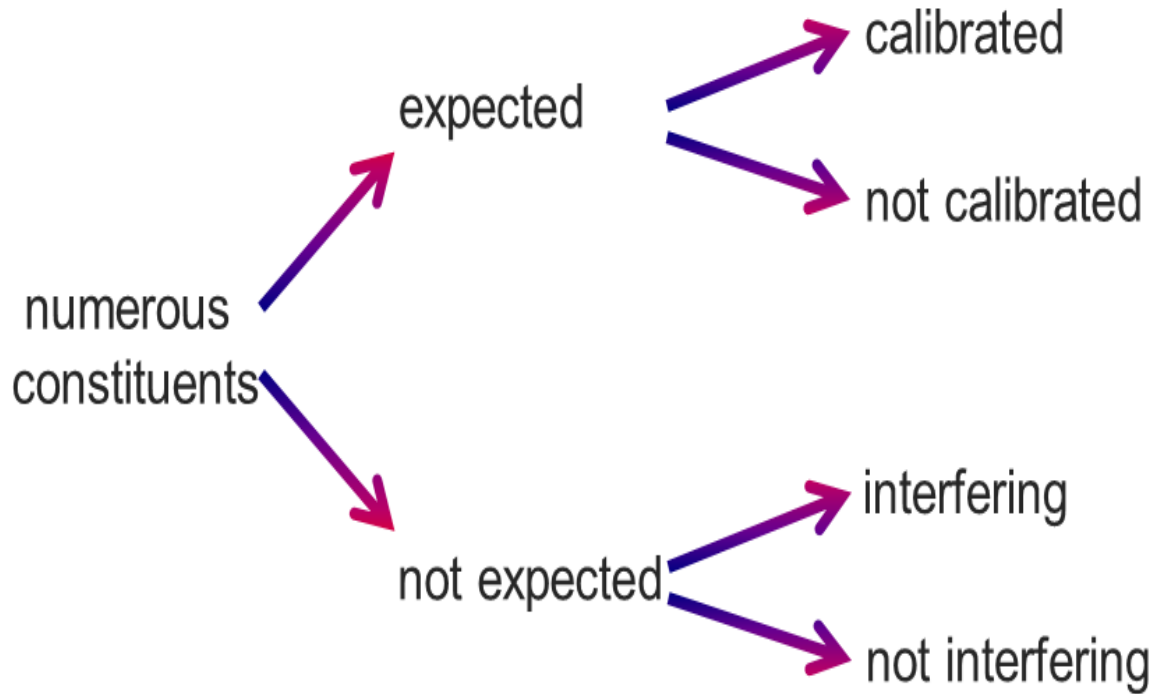 calibrated
expected
not calibrated
numerous
constituents
interfering
not expected
not interfering